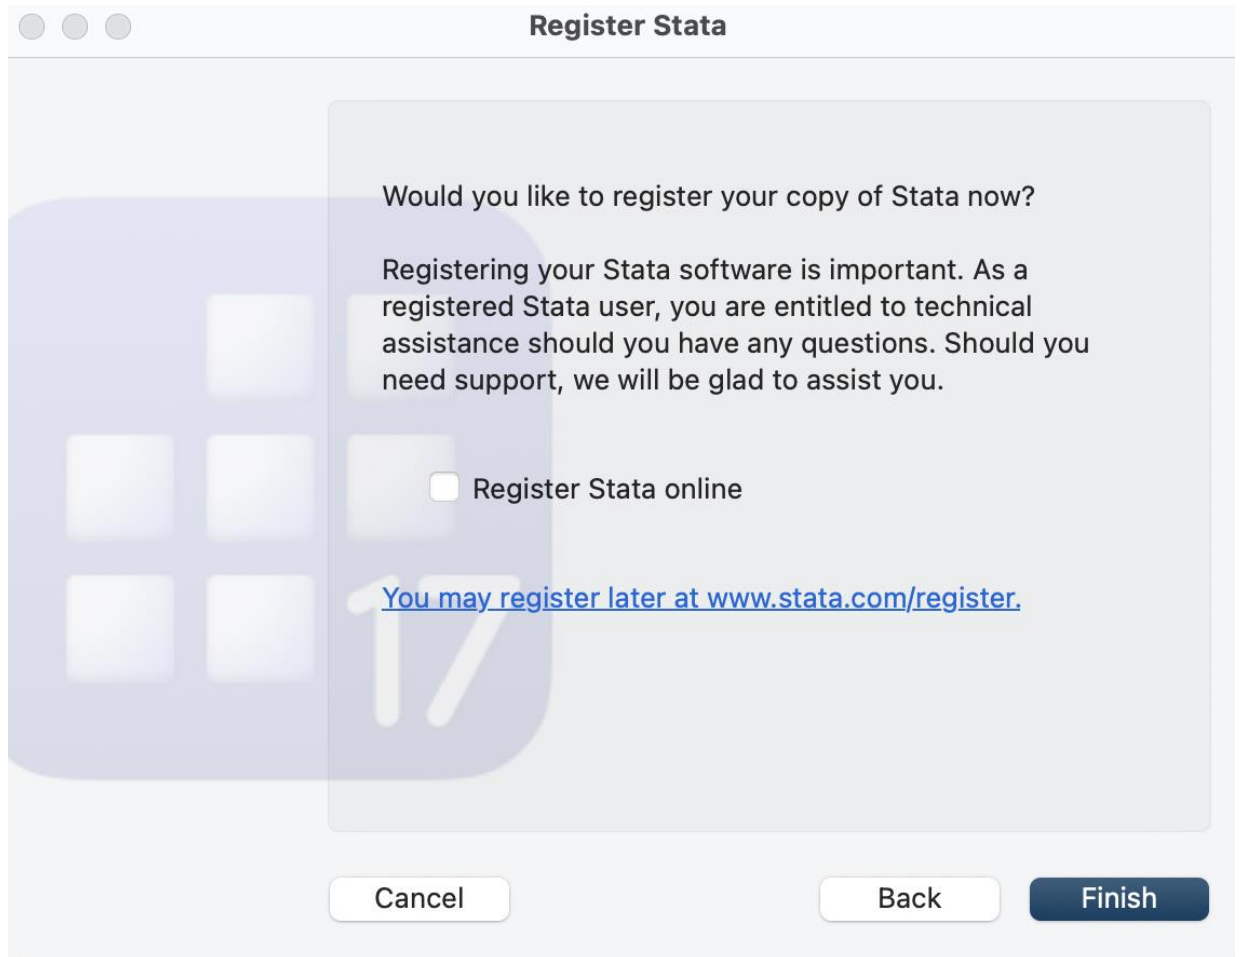 Register Stata
Would you like to register your copy of Stata now?
Registering your Stata software is important. As a
registered Stata user, you are entitled to technical
assistance should you have any questions. Should you
need support, we will be glad to assist you.
Register Stata online
You may register later at www.stata.com/register.
17
Cancel
Back
Finish